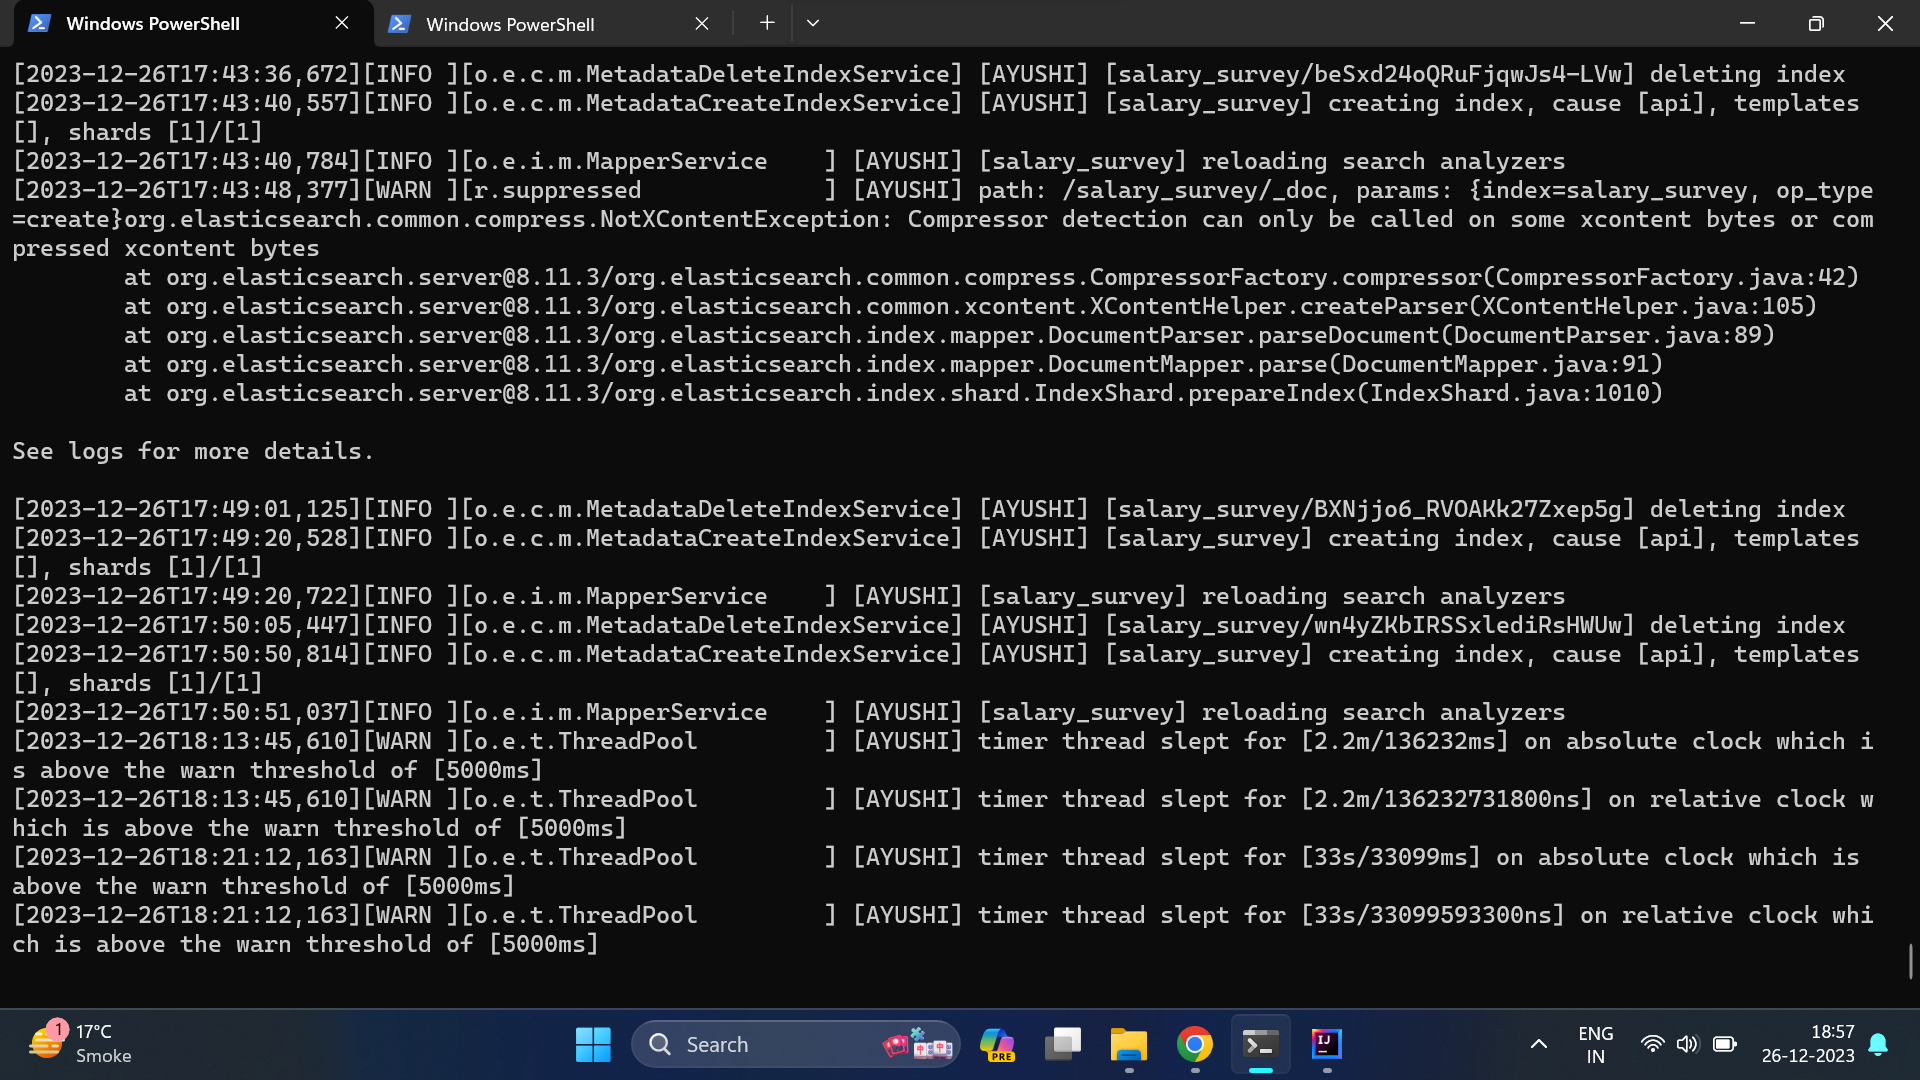 Windows PowerShell
Windows PowerShell
[2023-12-26T17:43:36,672][INFO ][o.e.c.m.MetadataDeleteIndexService] [AYUSHI] [salary_survey/beSxd24oQRuFjqwJs4-LVw] deleting index
[2023-12-26T17:43:40,557][INFO ][o.e.c.m.MetadataCreateIndexService] [AYUSHI] [salary_survey] creating index, cause [api], templates
[], shards [1]/[1]
[2023-12-26T17:43:40,784][INFO ][o.e.i.m.MapperService    ] [AYUSHI] [salary_survey] reloading search analyzers
[2023-12-26T17:43:48,377][WARN ][r.suppressed             ] [AYUSHI] path: /salary_survey/_doc, params: {index=salary_survey, op_type
=create}org.elasticsearch.common.compress.NotXContentException: Compressor detection can only be called on some xcontent bytes or com
pressed xcontent bytes
        at org.elasticsearch.server@8.11.3/org.elasticsearch.common.compress.CompressorFactory.compressor(CompressorFactory.java:42)
        at org.elasticsearch.server@8.11.3/org.elasticsearch.common.xcontent.XContentHelper.createParser(XContentHelper.java:105)
        at org.elasticsearch.server@8.11.3/org.elasticsearch.index.mapper.DocumentParser.parseDocument(DocumentParser.java:89)
        at org.elasticsearch.server@8.11.3/org.elasticsearch.index.mapper.DocumentMapper.parse(DocumentMapper.java:91)
        at org.elasticsearch.server@8.11.3/org.elasticsearch.index.shard.IndexShard.prepareIndex(IndexShard.java:1010)
See logs for more details.
[2023-12-26T17:49:01,125][INFO ][o.e.c.m.MetadataDeleteIndexService] [AYUSHI] [salary_survey/BXNjjo6_RVOAKk27Zxep5g] deleting index
[2023-12-26T17:49:20,528][INFO ][o.e.c.m.MetadataCreateIndexService] [AYUSHI] [salary_survey] creating index, cause [api], templates
[], shards [1]/[1]
[2023-12-26T17:49:20,722][INFO ][o.e.i.m.MapperService    ] [AYUSHI] [salary_survey] reloading search analyzers
[2023-12-26T17:50:05,447][INFO ][o.e.c.m.MetadataDeleteIndexService] [AYUSHI] [salary_survey/wn4yZKbIRSSxlediRsHWUw] deleting index
[2023-12-26T17:50:50,814][INFO ][o.e.c.m.MetadataCreateIndexService] [AYUSHI] [salary_survey] creating index, cause [api], templates
[], shards [1]/[1]
[2023-12-26T17:50:51,037][INFO ][o.e.i.m.MapperService    ] [AYUSHI] [salary_survey] reloading search analyzers
[2023-12-26T18:13:45,610][WARN ][o.e.t.ThreadPool         ] [AYUSHI] timer thread slept for [2.2m/136232ms] on absolute clock which i
s above the warn threshold of [5000ms]
[2023-12-26T18:13:45,610][WARN ][o.e.t.ThreadPool         ] [AYUSHI] timer thread slept for [2.2m/136232731800ns] on relative clock w
hich is above the warn threshold of [5000ms]
[2023-12-26T18:21:12,163][WARN ][o.e.t.ThreadPool         ] [AYUSHI] timer thread slept for [33s/33099ms] on absolute clock which is
above the warn threshold of [5000ms]
[2023-12-26T18:21:12,163][WARN ][o.e.t.ThreadPool         ] [AYUSHI] timer thread slept for [33s/33099593300ns] on relative clock whi
ch is above the warn threshold of [5000ms]
1
17°C
Smoke
Search
PRE
IJ
ENG
IN
18:57
26-12-2023